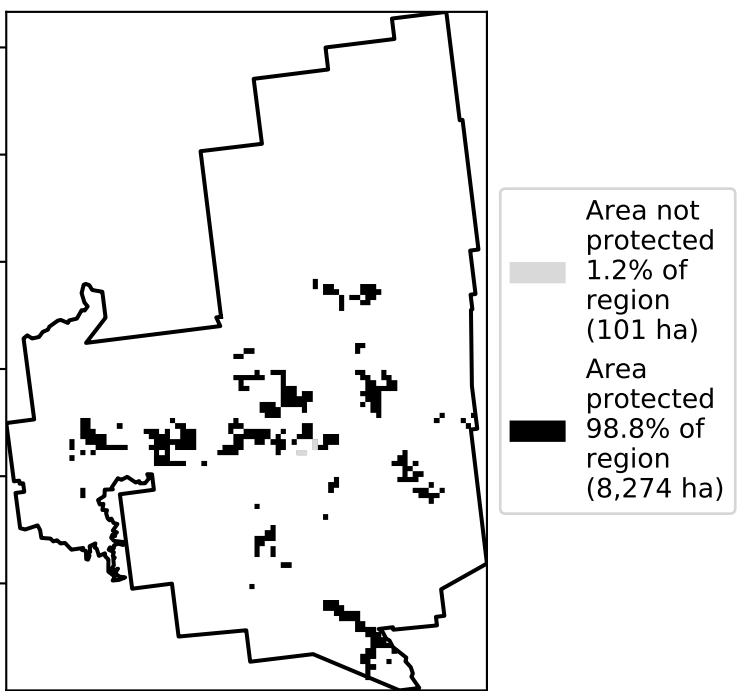 Area not
protected
1.2% of
region
(101 ha)
Area
protected
98.8% of
region
(8,274 ha)